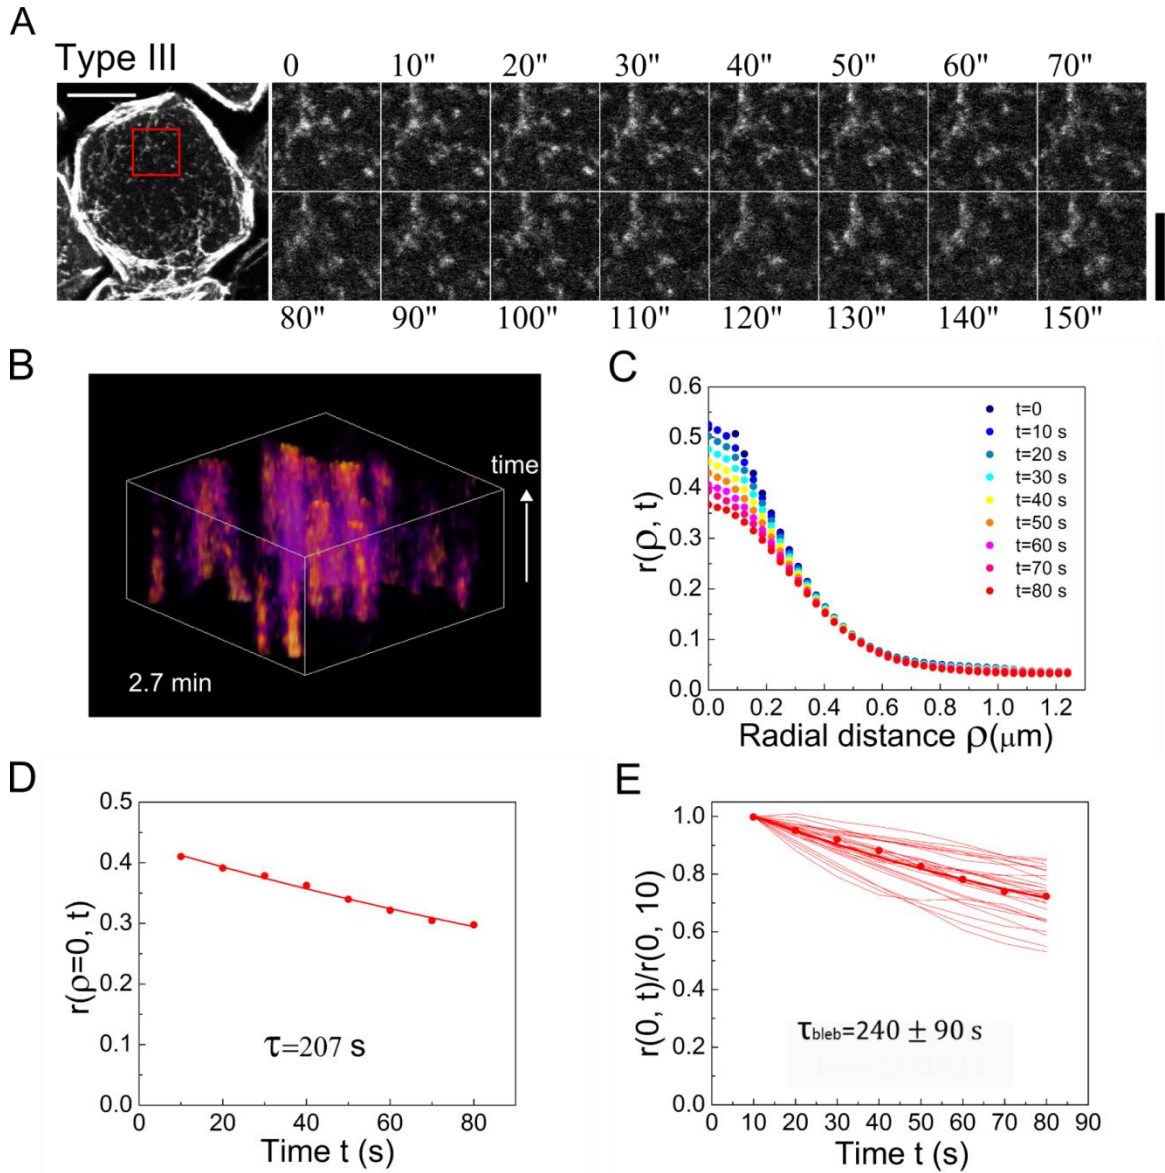 A
Type III
0 10" 20" 30" 40" 50" 60" 70"
80" 90" 100" 110" 120" 130" 140" 150"
B
time
2.7 min
C
r(ρ, t)
0.6
0.5
0.4
0.3
0.2
0.1
0.0
t=0
t=10 s
t=20 s
t=30 s
t=40 s
t=50 s
t=60 s
t=70 s
t=80 s
0.0 0.2 0.4 0.6 0.8 1.0 1.2
Radial distance ρ(μm)
D
r(ρ=0, t)
0.5
0.4
0.3
0.2
0.1
0.0
τ=207 s
0 20 40 60 80
Time t (s)
E
r(0, t)/r(0, 10)
1.0
0.8
0.6
0.4
0.2
0.0
τbleb=240 ± 90 s
0 10 20 30 40 50 60 70 80 90
Time t (s)